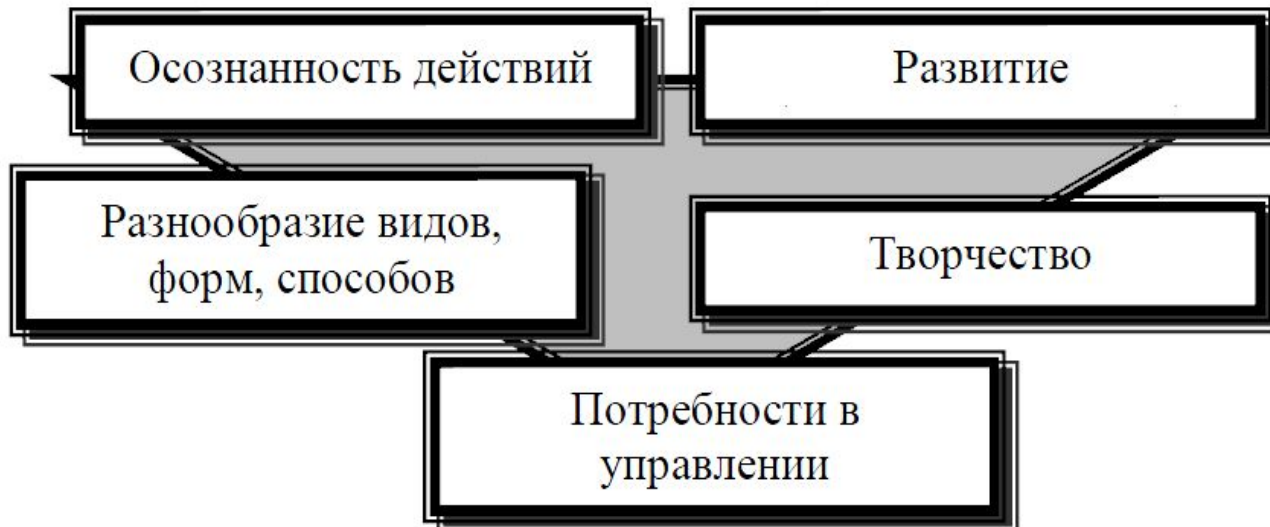 Осознанность действий
Развитие
Разнообразие видов,
форм, способов
Творчество
Потребности в
управлении